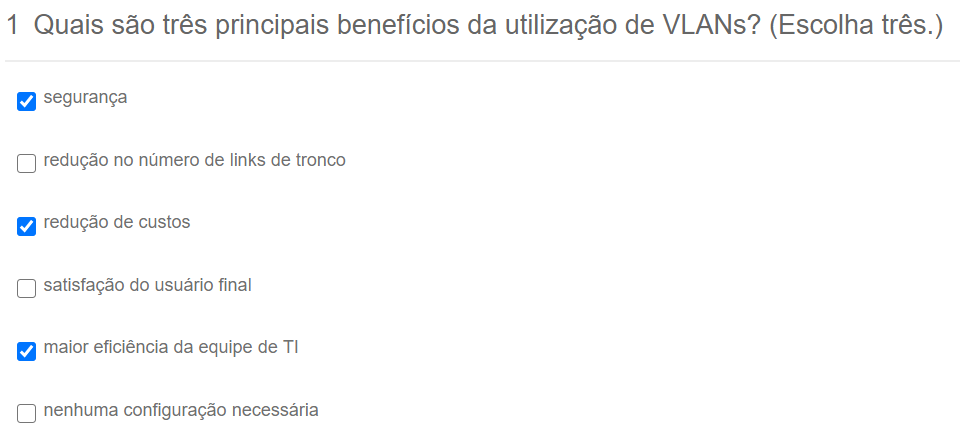 1 Quais são três principais benefícios da utilização de VLANs? (Escolha três.)
segurança
redução no número de links de tronco
redução de custos
satisfação do usuário final
maior eficiência da equipe de TI
nenhuma configuração necessária